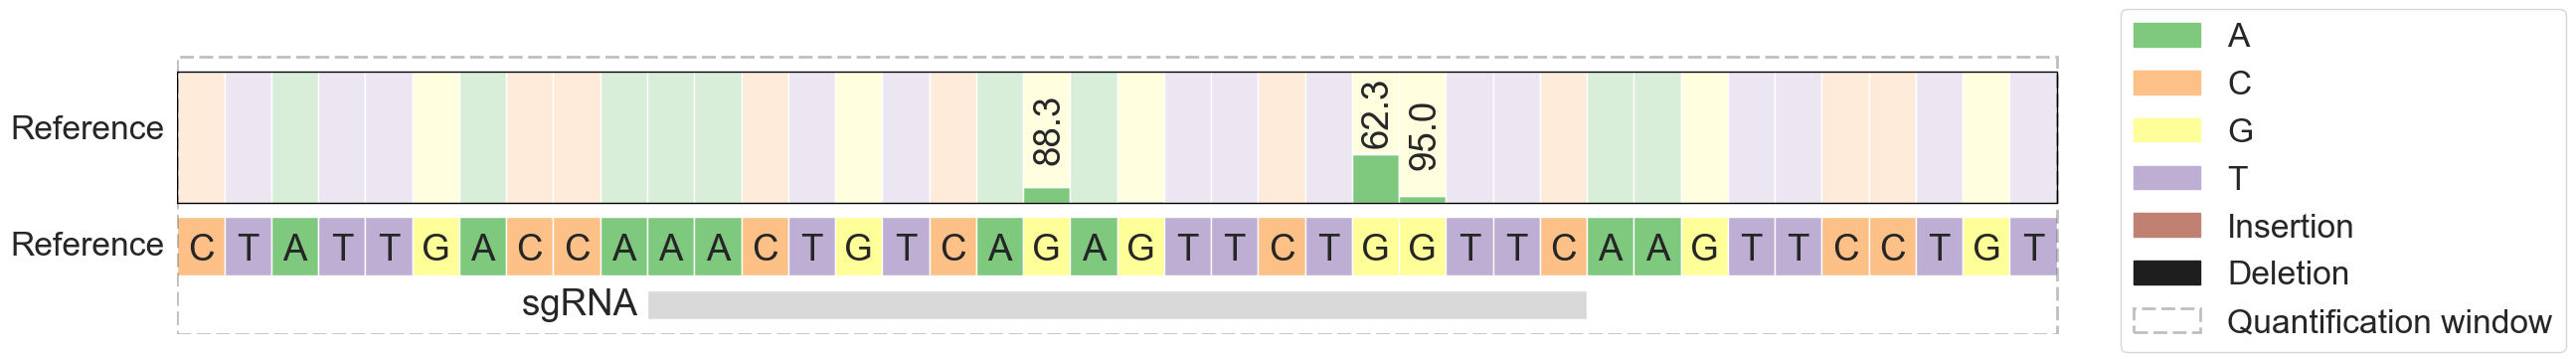 Reference 88.3 62.3 95.0
Reference C T A T T G A C C A A A C T G T C A G A G T T C T G G T T C A A G T T C C T G T
sgRNA
A
C
G
T
Insertion
Deletion
Quantification window